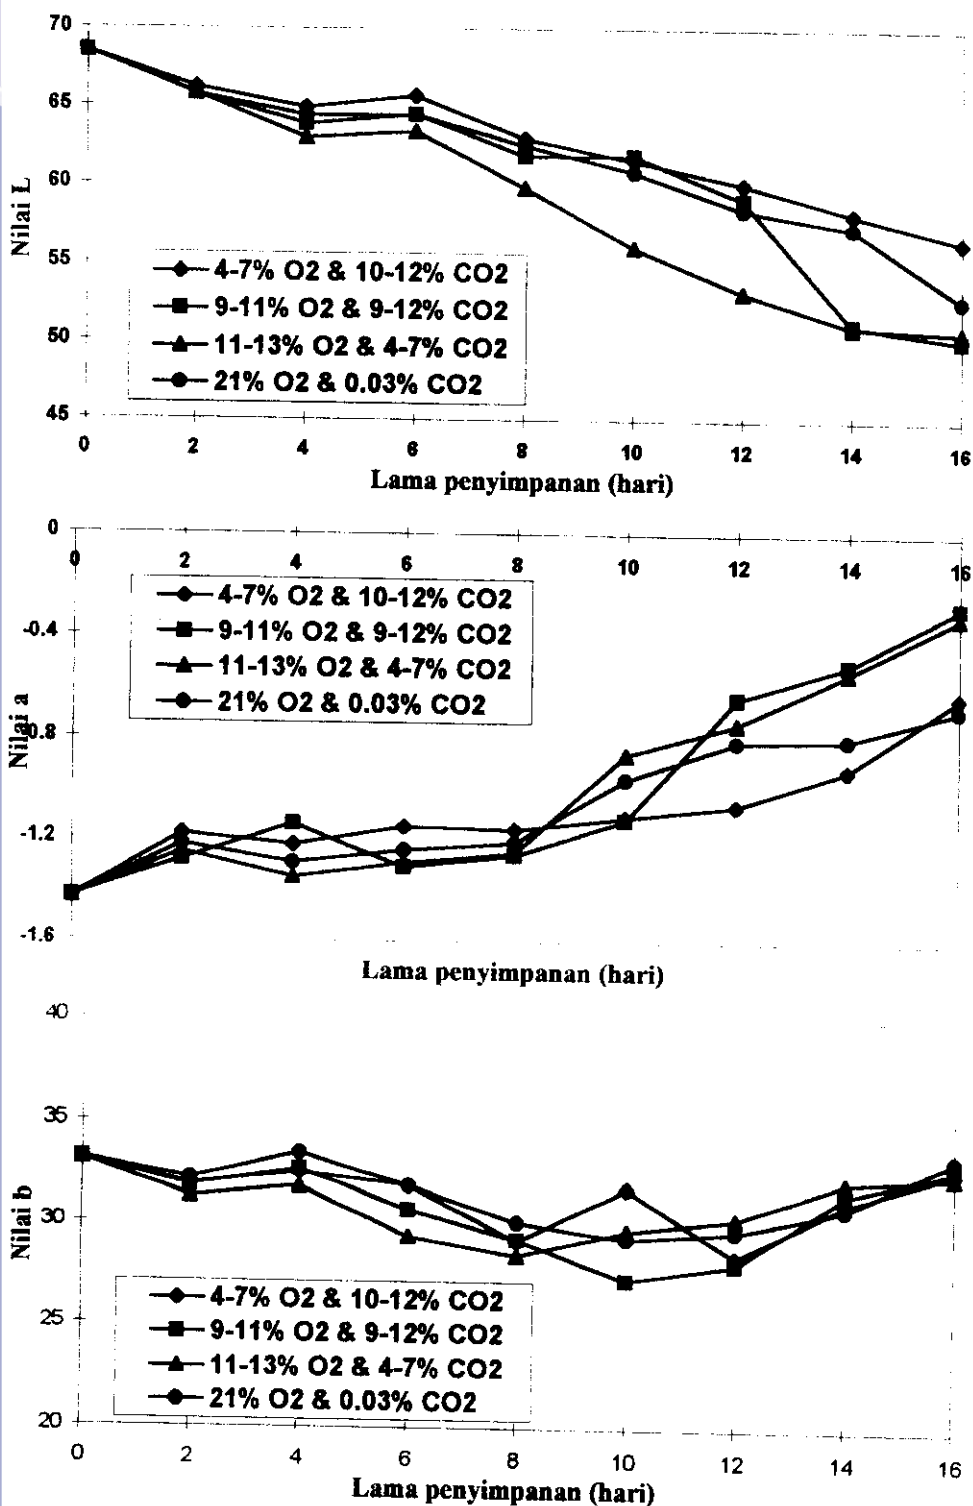 70
65
60
55
50
45
Nilai L
4-7% O2 & 10-12% CO2
9-11% O2 & 9-12% CO2
11-13% O2 & 4-7% CO2
21% O2 & 0.03% CO2
0 2 4 6 8 10 12 14 16
Lama penyimpanan (hari)
0
0 2 4 6 8 10 12 14 16
4-7% O2 & 10-12% CO2
9-11% O2 & 9-12% CO2
11-13% O2 & 4-7% CO2
21% O2 & 0.03% CO2
-0.4
Nilai a
-0.8
-1.2
-1.6
Lama penyimpanan (hari)
40
35
30
25
20
Nilai b
4-7% O2 & 10-12% CO2
9-11% O2 & 9-12% CO2
11-13% O2 & 4-7% CO2
21% O2 & 0.03% CO2
0 2 4 6 8 10 12 14 16
Lama penyimpanan (hari)